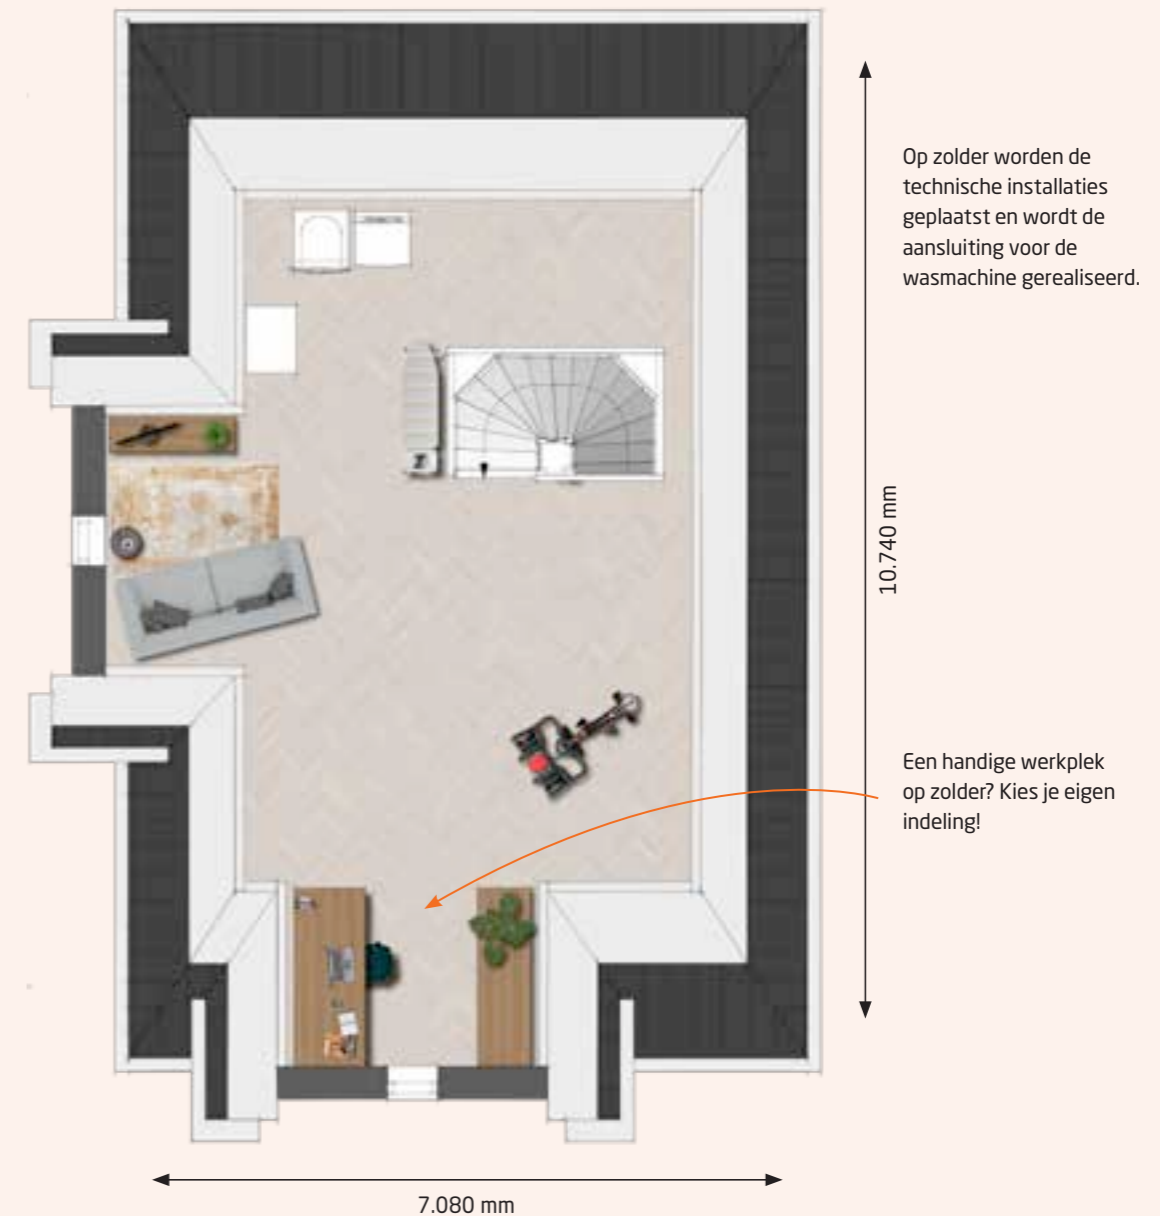 Op zolder worden de
technische installaties
geplaatst en wordt de
aansluiting voor de
wasmachine gerealiseerd.
10.740 mm
Een handige werkplek
op zolder? Kies je eigen
indeling!
7.080 mm